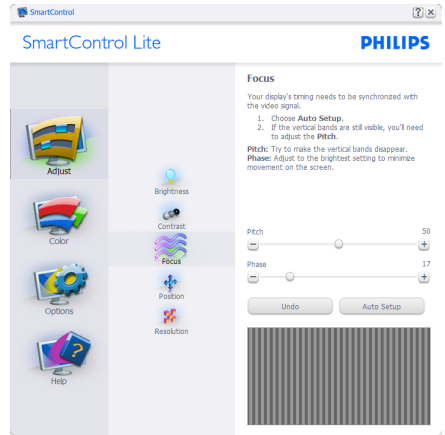 SmartControl
SmartControl Lite
PHILIPS
Adjust
Color
Options
Help
Brightness
Contrast
Focus
Position
Resolution
Focus
Your display's timing needs to be synchronized with
the video signal.
1. Choose Auto Setup.
2. If the vertical bands are still visible, you'll need
to adjust the Pitch.
Pitch: Try to make the vertical bands disappear.
Phase: Adjust to the brightest setting to minimize
movement on the screen.
Pitch 50
Phase 17
Undo Auto Setup